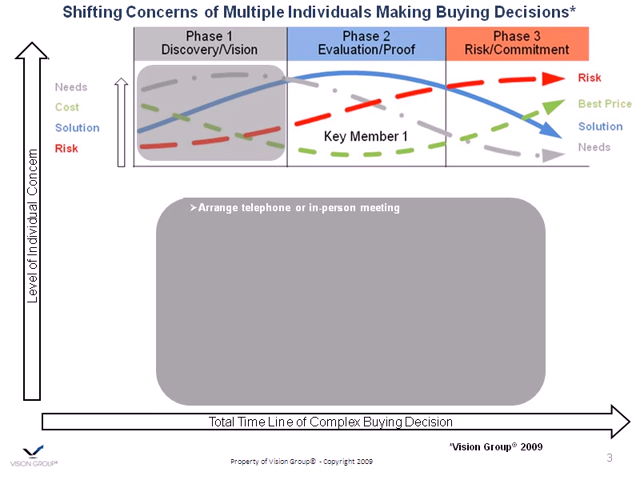 Shifting Concerns of Multiple Individuals Making Buying Decisions*
Phase 1
Discovery/Vision
Phase 2
Evaluation/Proof
Phase 3
Risk/Commitment
Needs
Cost
Solution
Risk
Key Member 1
Risk
Best Price
Solution
Needs
Level of Individual Concern
➢Arrange telephone or in-person meeting
Total Time Line of Complex Buying Decision
*Vision Group® 2009
VISION GROUP®
Property of Vision Group® - Copyright 2009
3